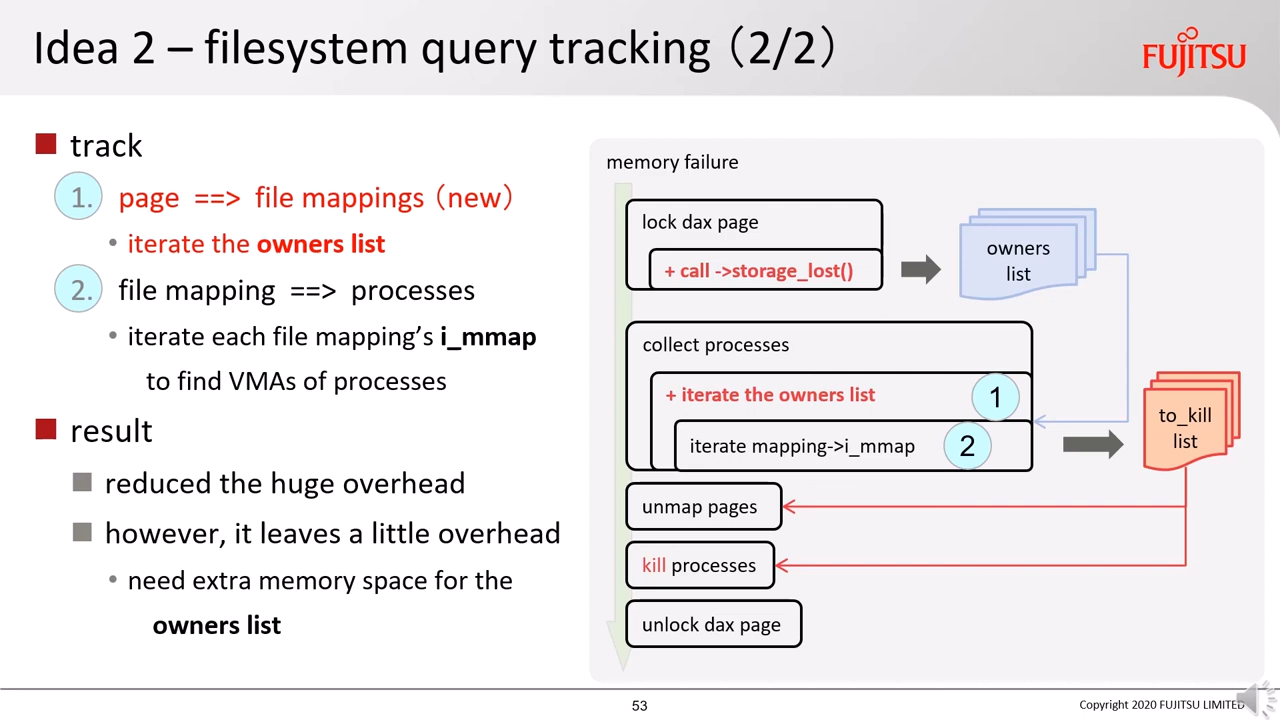 Idea 2 – filesystem query tracking（2/2）
FUJITSU
track
1. page ==> file mappings（new）
• iterate the owners list
2. file mapping ==> processes
• iterate each file mapping’s i_mmap
to find VMAs of processes
result
reduced the huge overhead
however, it leaves a little overhead
• need extra memory space for the
owners list
memory failure
lock dax page
+ call ->storage_lost()
owners
list
collect processes
+ iterate the owners list 1
iterate mapping->i_mmap 2
to_kill
list
unmap pages
kill processes
unlock dax page
53
Copyright 2020 FUJITSU LIMITED